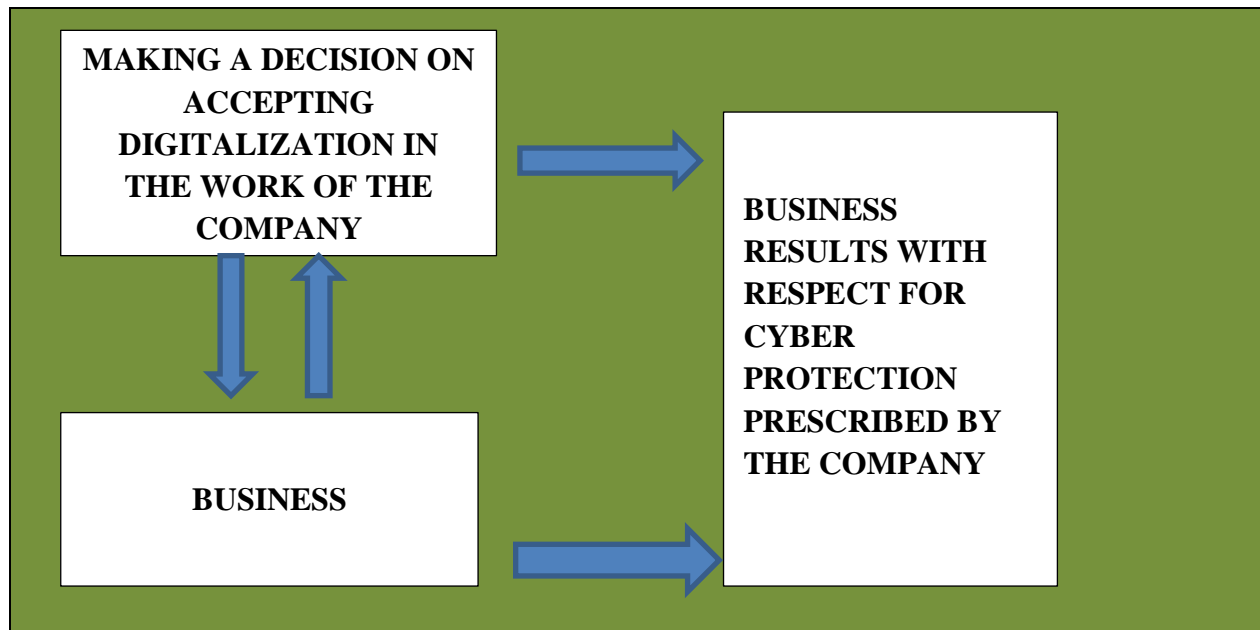 MAKING A DECISION ON
ACCEPTING
DIGITALIZATION IN
THE WORK OF THE
COMPANY
BUSINESS
RESULTS WITH
RESPECT FOR
CYBER
PROTECTION
PRESCRIBED BY
THE COMPANY
BUSINESS